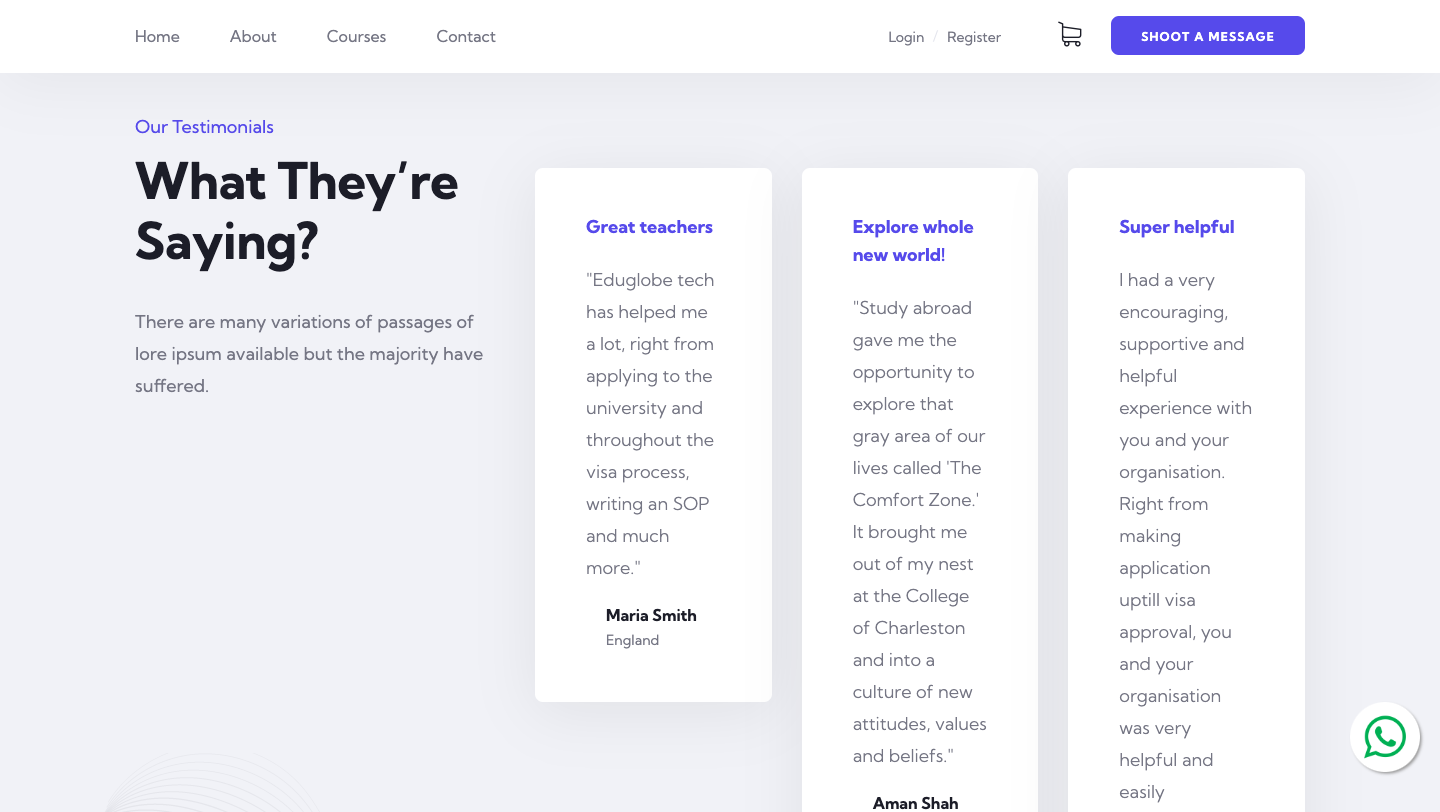 Home
About
Courses
Contact
Login / Register
SHOOT A MESSAGE
Our Testimonials
What They’re
Saying?
There are many variations of passages of
lore ipsum available but the majority have
suffered.
Great teachers
"Eduglobe tech
has helped me
a lot, right from
applying to the
university and
throughout the
visa process,
writing an SOP
and much
more."
Maria Smith
England
Explore whole
new world!
"Study abroad
gave me the
opportunity to
explore that
gray area of our
lives called 'The
Comfort Zone.'
It brought me
out of my nest
at the College
of Charleston
and into a
culture of new
attitudes, values
and beliefs."
Aman Shah
Super helpful
I had a very
encouraging,
supportive and
helpful
experience with
you and your
organisation.
Right from
making
application
uptill visa
approval, you
and your
organisation
was very
helpful and
easily